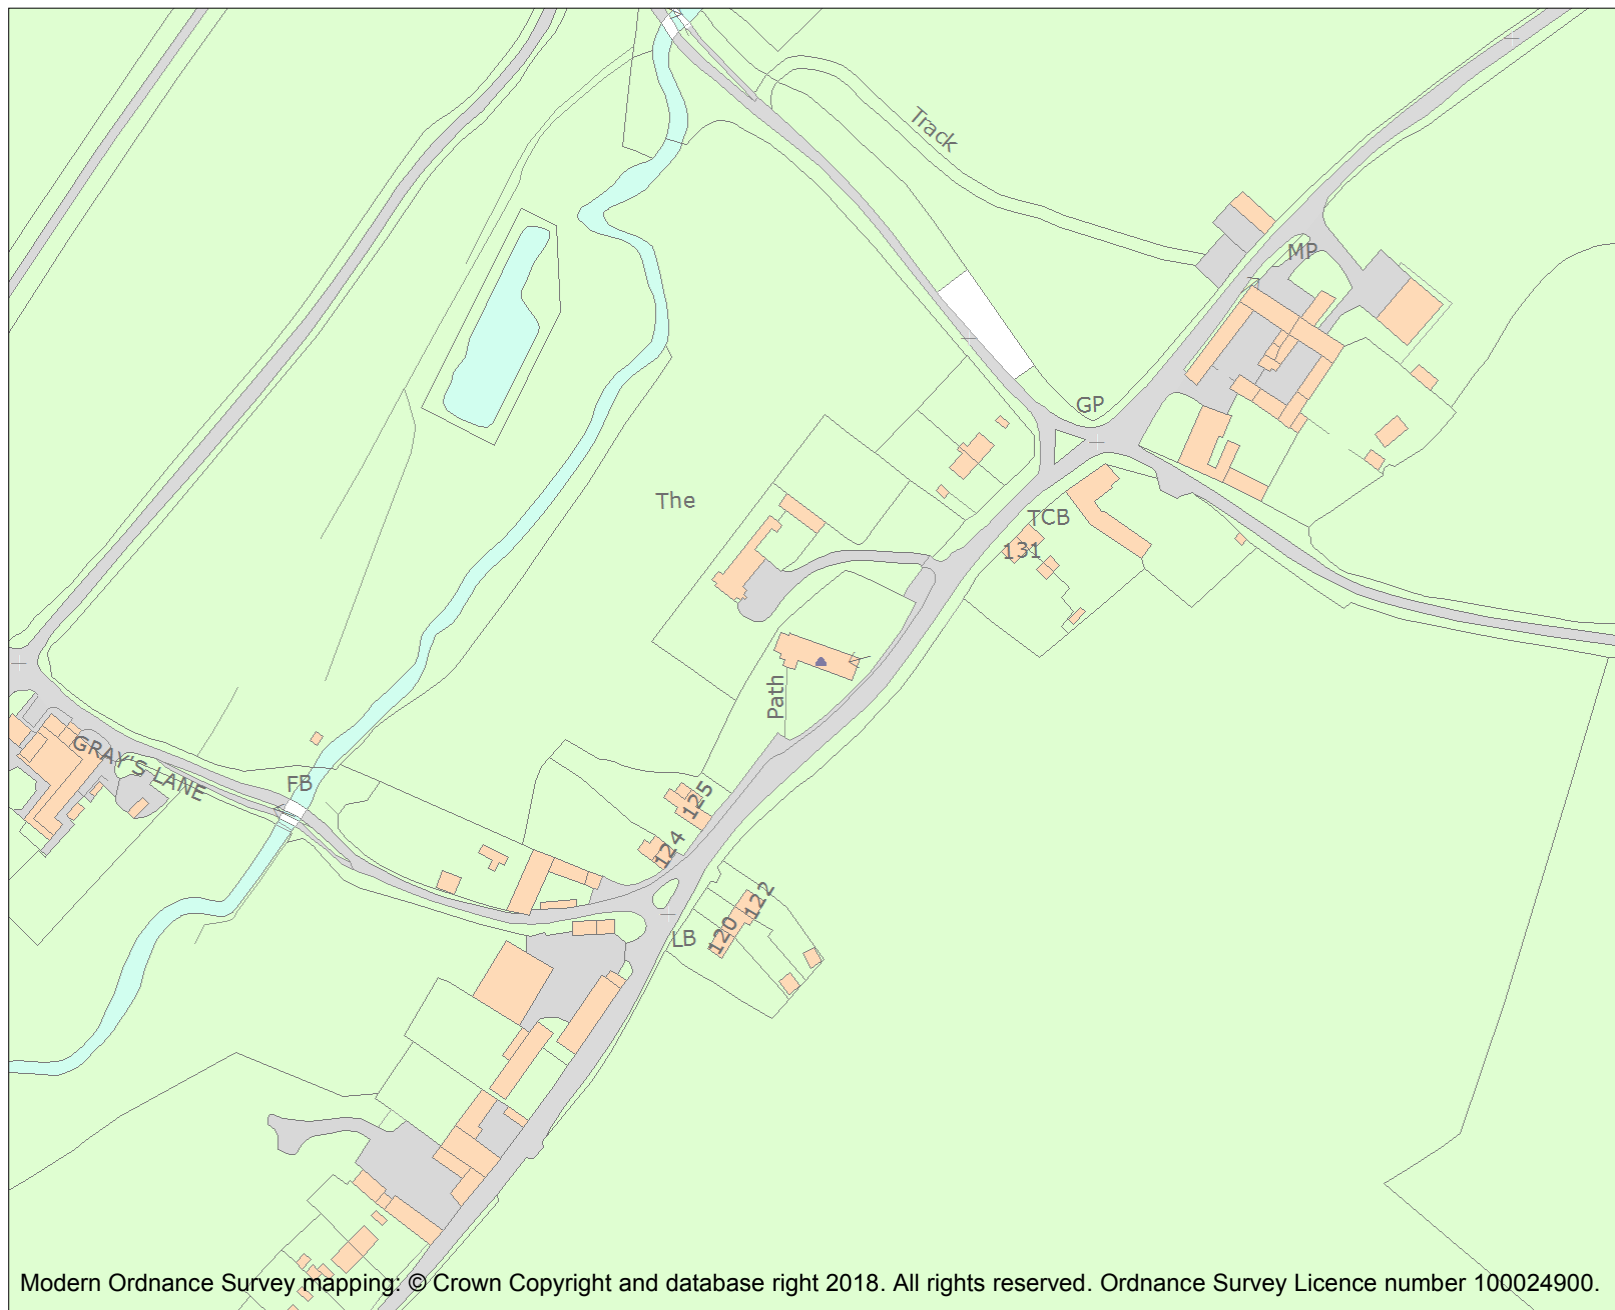 Track
MP
GP
The
TCB
131
Path
GRAY'S LANE
FB
125
124
122
120
LB
Modern Ordnance Survey mapping: © Crown Copyright and database right 2018. All rights reserved. Ordnance Survey Licence number 100024900.